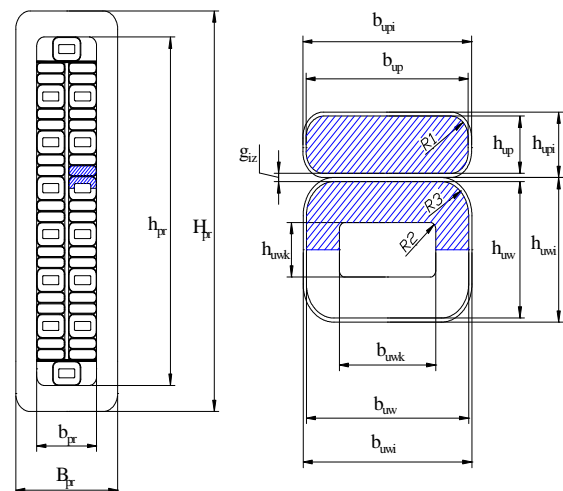 b_upi
b_up
R1
h_up
h_upi
g_iz
R3
R2
h_uwk
h_uw
h_uwi
b_uwk
b_uw
b_uwi
h_pr
H_pr
b_pr
B_pr